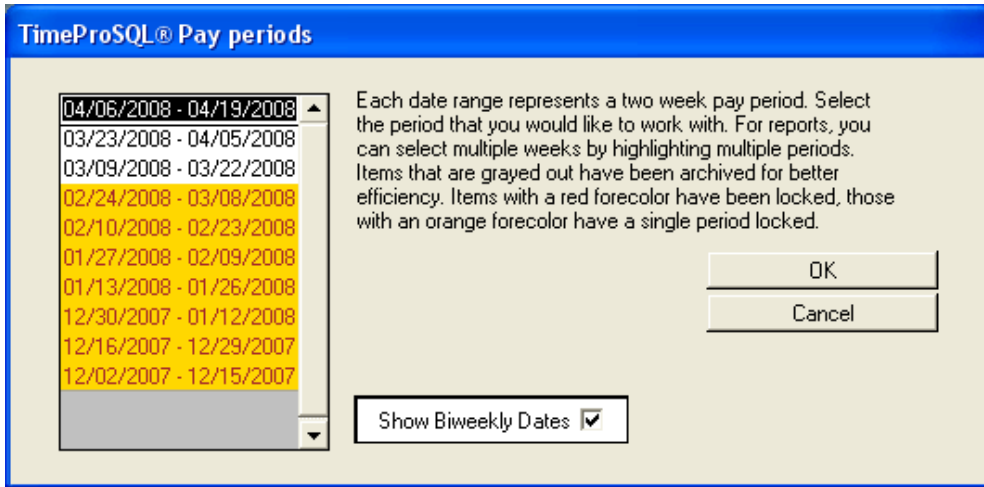 TimeProSQL® Pay periods
04/06/2008 - 04/19/2008
03/23/2008 - 04/05/2008
03/09/2008 - 03/22/2008
02/24/2008 - 03/08/2008
02/10/2008 - 02/23/2008
01/27/2008 - 02/09/2008
01/13/2008 - 01/26/2008
12/30/2007 - 01/12/2008
12/16/2007 - 12/29/2007
12/02/2007 - 12/15/2007
Each date range represents a two week pay period. Select
the period that you would like to work with. For reports, you
can select multiple weeks by highlighting multiple periods.
Items that are grayed out have been archived for better
efficiency. Items with a red forecolor have been locked, those
with an orange forecolor have a single period locked.
OK
Cancel
Show Biweekly Dates